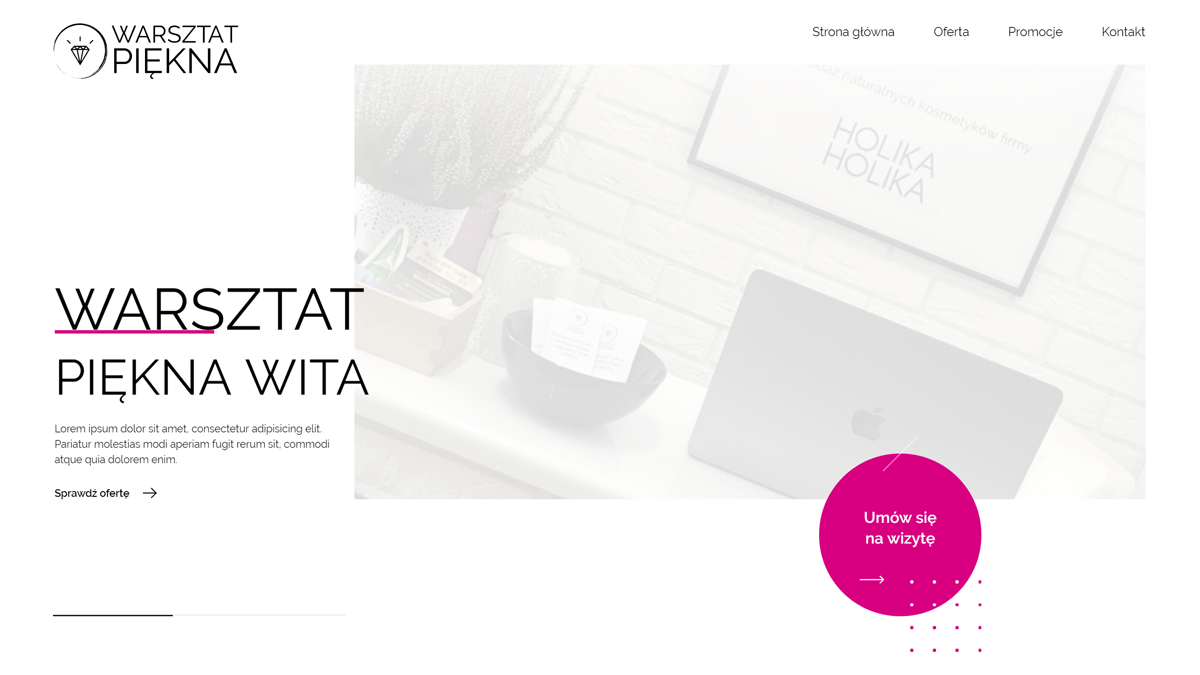 WARSZTAT
PIĘKNA
Strona główna
Oferta
Promocje
Kontakt
naturalnych kosmetyków firmy
HOLIKA
HOLIKA
WARSZTAT
PIĘKNA WITA
Lorem ipsum dolor sit amet, consectetur adipisicing elit.
Pariatur molestias modi aperiam fugit rerum sit, commodi
atque quia dolorem enim.
Sprawdź ofertę
Umów się
na wizytę